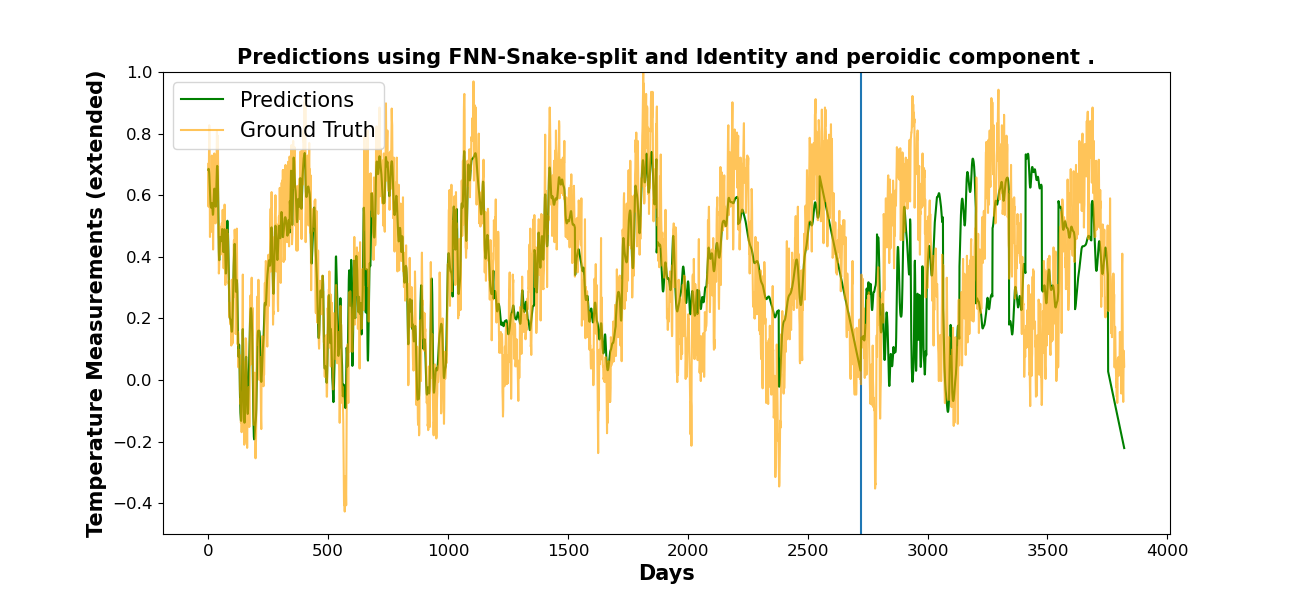 Predictions using FNN-Snake-split and Identity and peroidic component .
Temperature Measurements (extended)
1.0
0.8
0.6
0.4
0.2
0.0
−0.2
−0.4
Predictions
Ground Truth
0 500 1000 1500 2000 2500 3000 3500 4000
Days